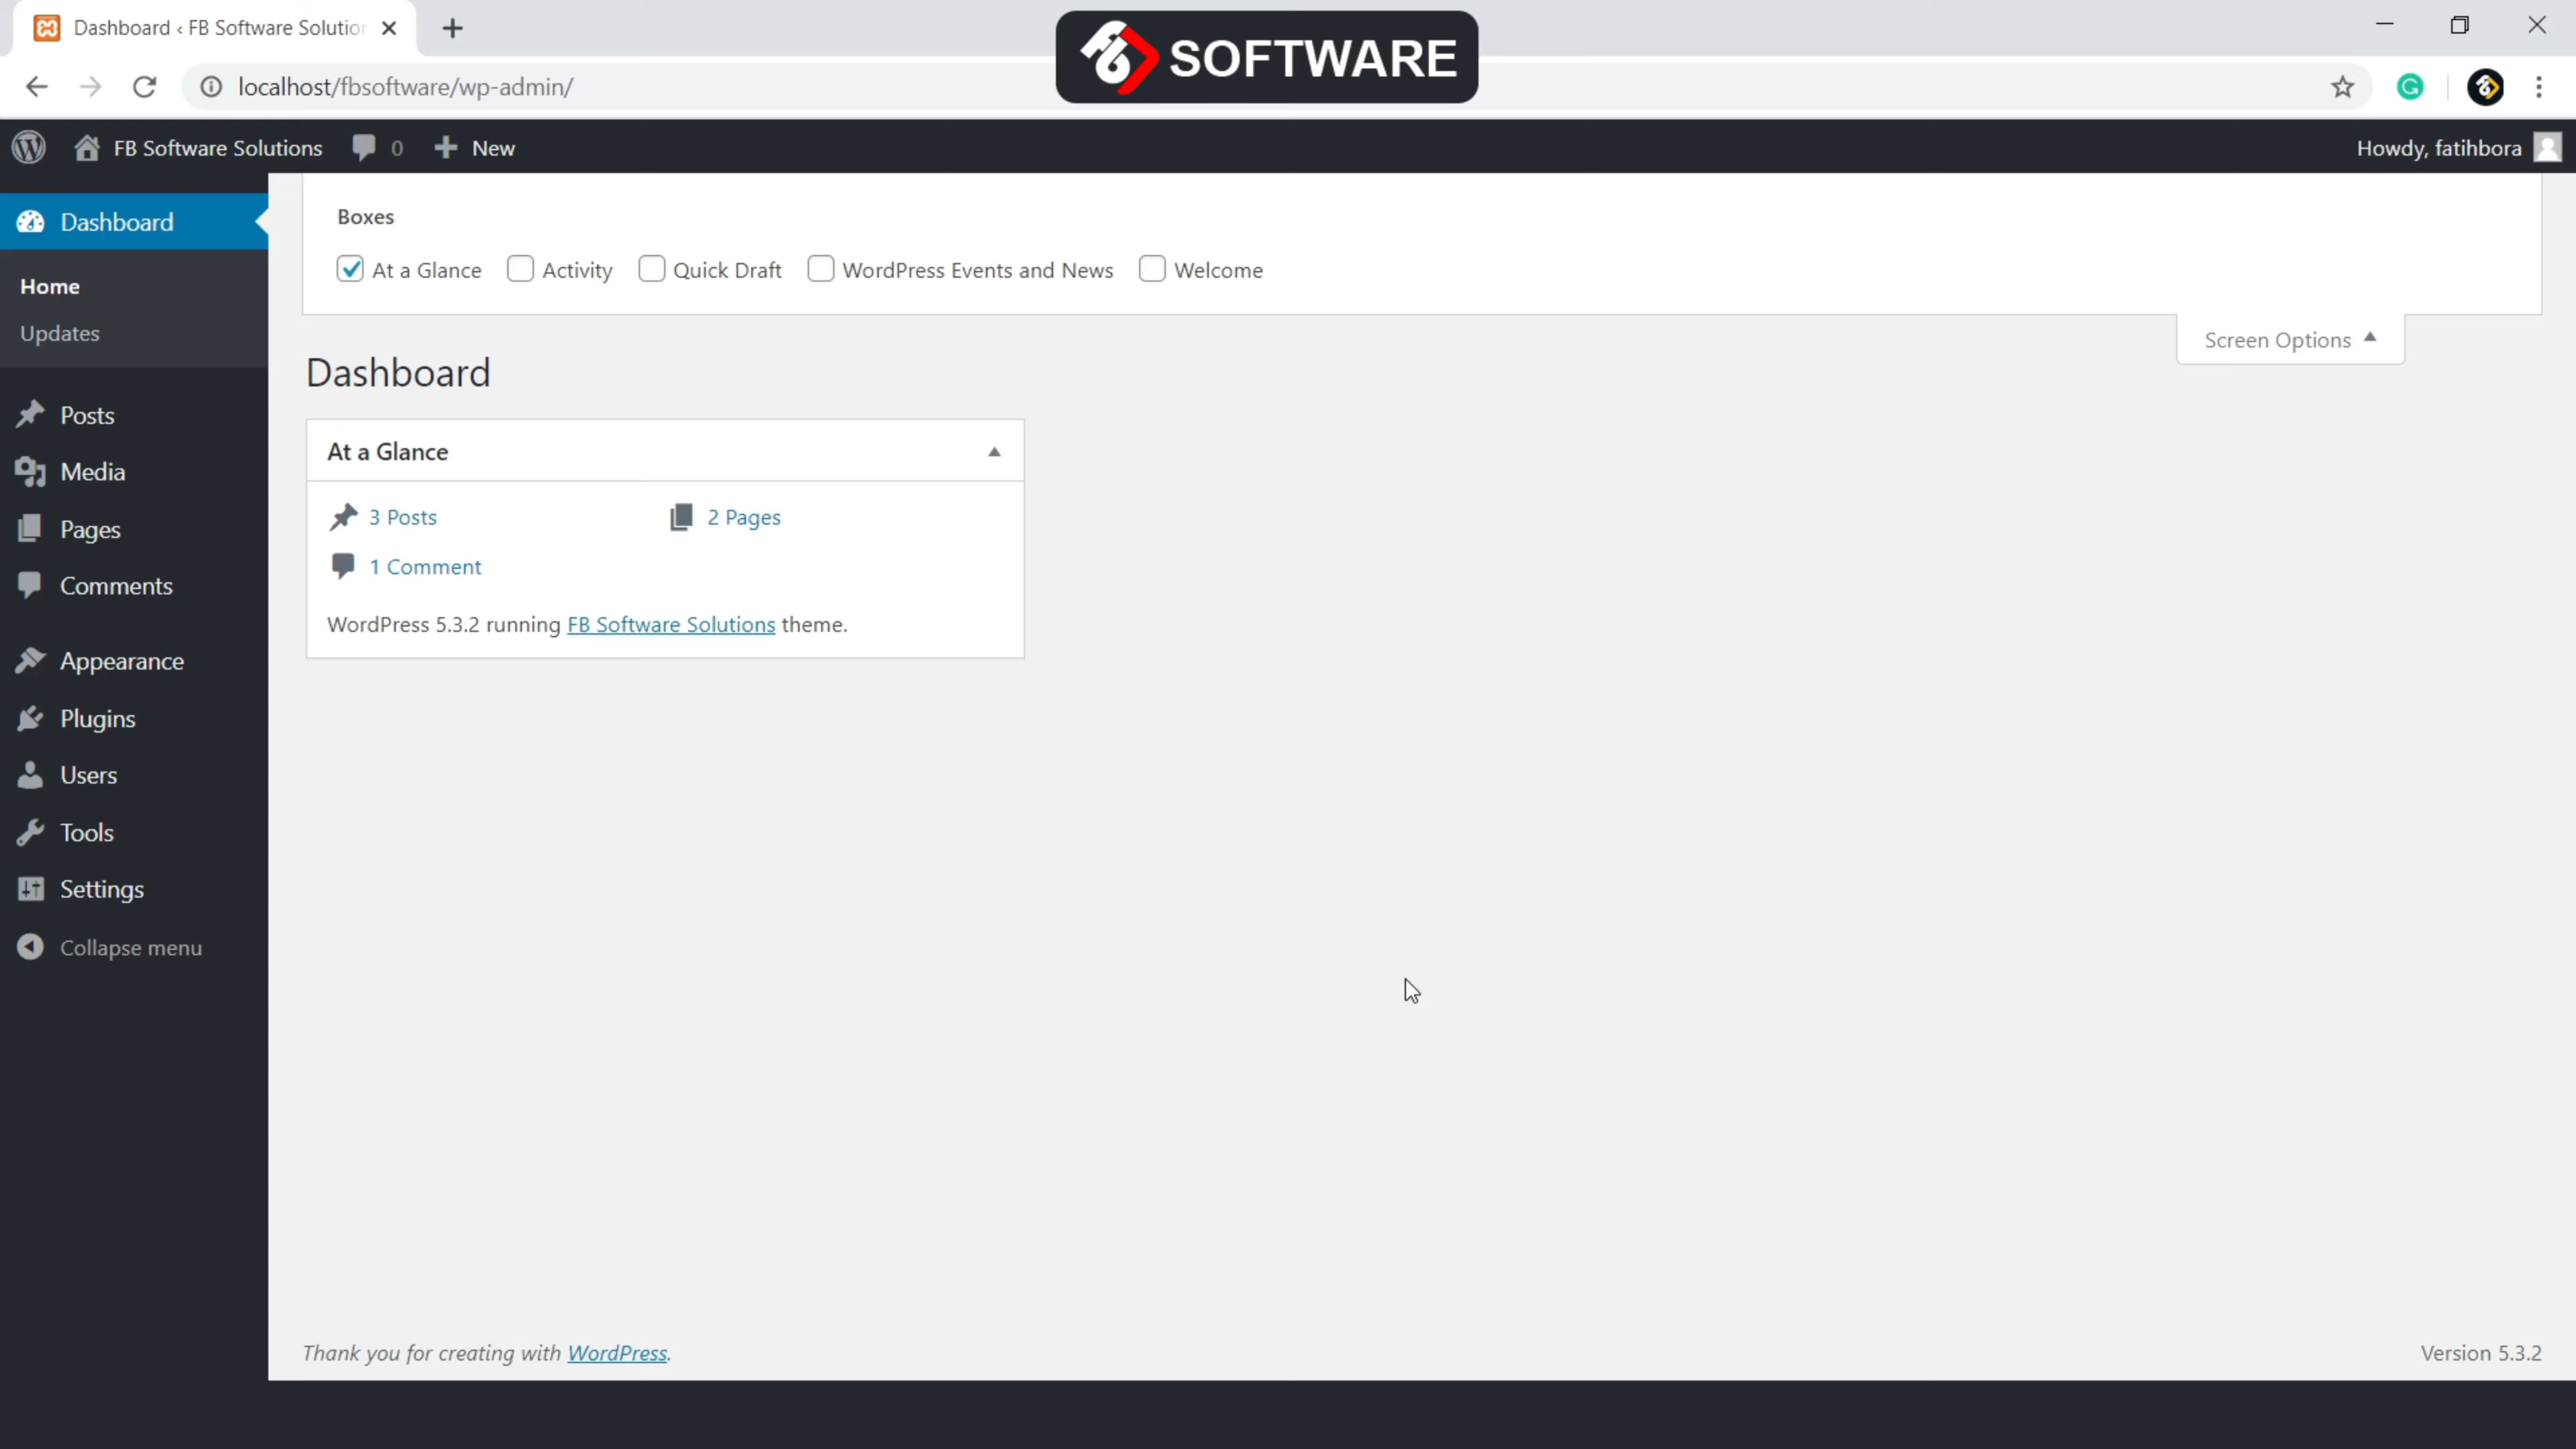 Dashboard ‹ FB Software Solution
SOFTWARE
localhost/fbsoftware/wp-admin/
FB Software Solutions
0
New
Howdy, fatihbora
Dashboard
Home
Updates
Posts
Media
Pages
Comments
Appearance
Plugins
Users
Tools
Settings
Collapse menu
Boxes
At a Glance
Activity
Quick Draft
WordPress Events and News
Welcome
Screen Options
Dashboard
At a Glance
3 Posts
2 Pages
1 Comment
WordPress 5.3.2 running FB Software Solutions theme.
Thank you for creating with WordPress.
Version 5.3.2